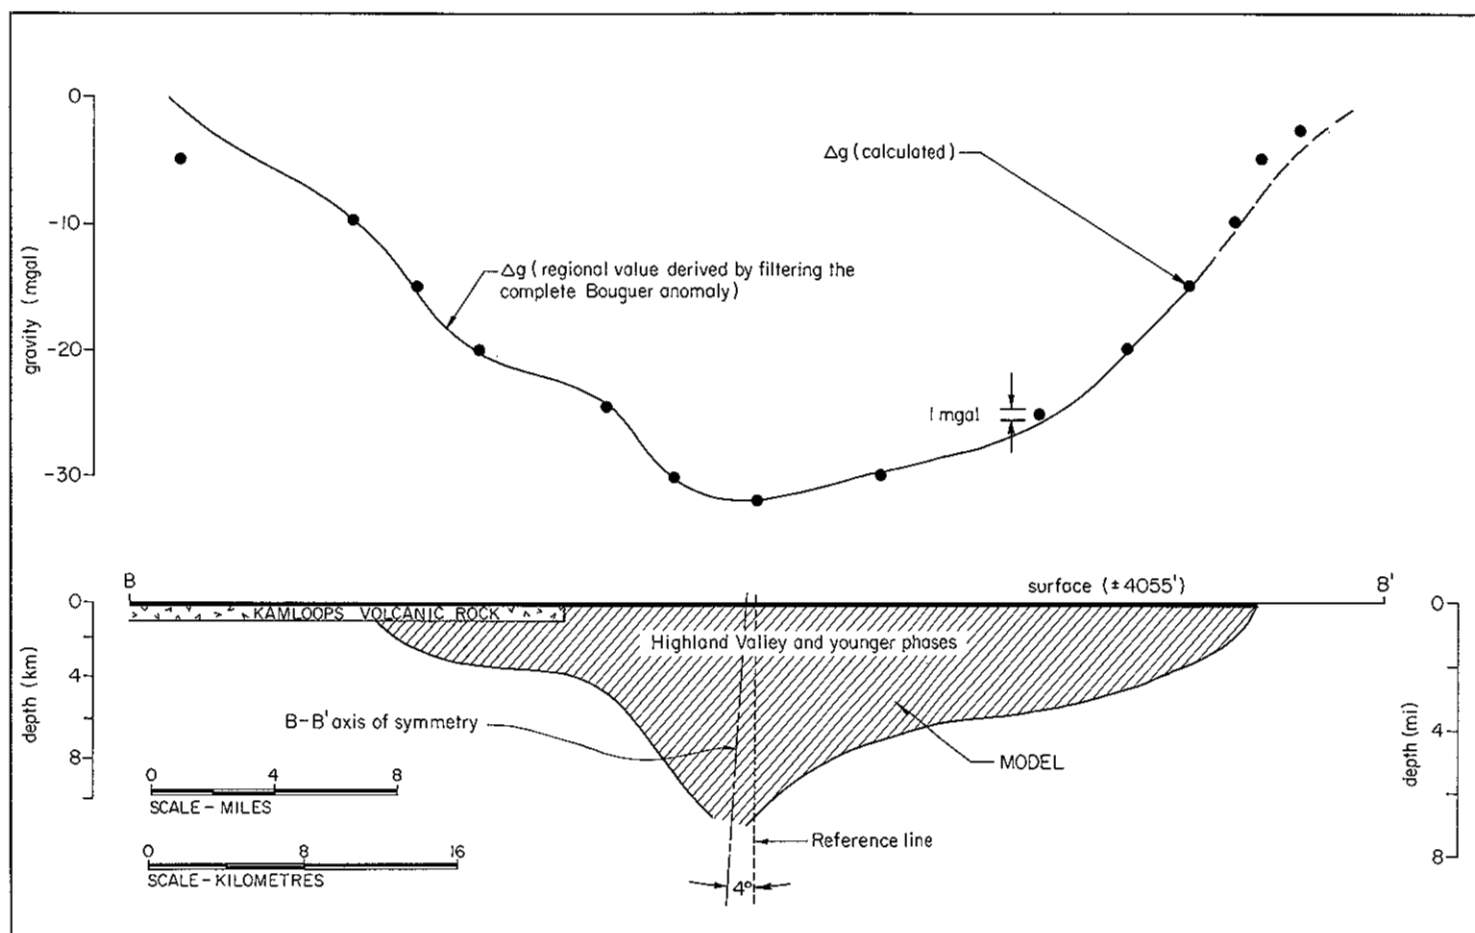 0
-10
-20
-30
gravity (mgal)
Δg (calculated)
Δg (regional value derived by filtering the
complete Bouguer anomaly)
1 mgal
B
surface (±4055')
B'
0
4
8
depth (km)
KAMLOOPS VOLCANIC ROCK
Highland Valley and younger phases
B-B' axis of symmetry
MODEL
Reference line
4°
0
4
8
depth (mi)
0 4 8
SCALE - MILES
0 8 16
SCALE - KILOMETRES